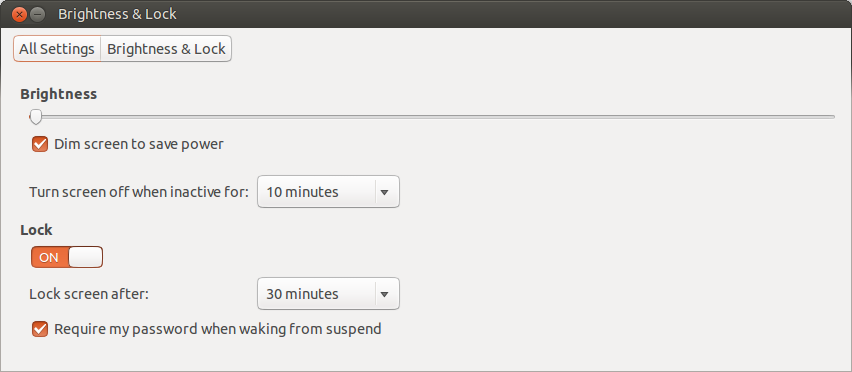 Brightness & Lock
All Settings Brightness & Lock
Brightness
Dim screen to save power
Turn screen off when inactive for: 10 minutes
Lock
ON
Lock screen after: 30 minutes
Require my password when waking from suspend